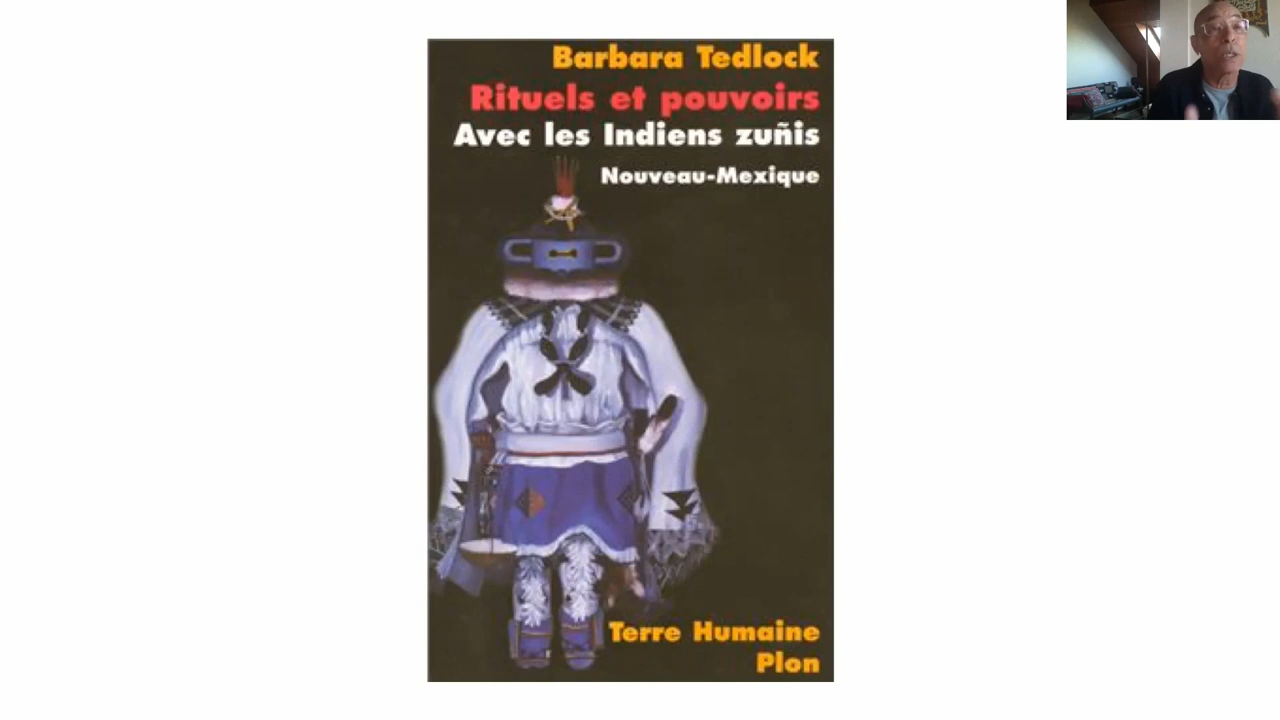 Barbara Tedlock
Rituels et pouvoirs
Avec les Indiens zuñis
Nouveau-Mexique
Terre Humaine
Plon